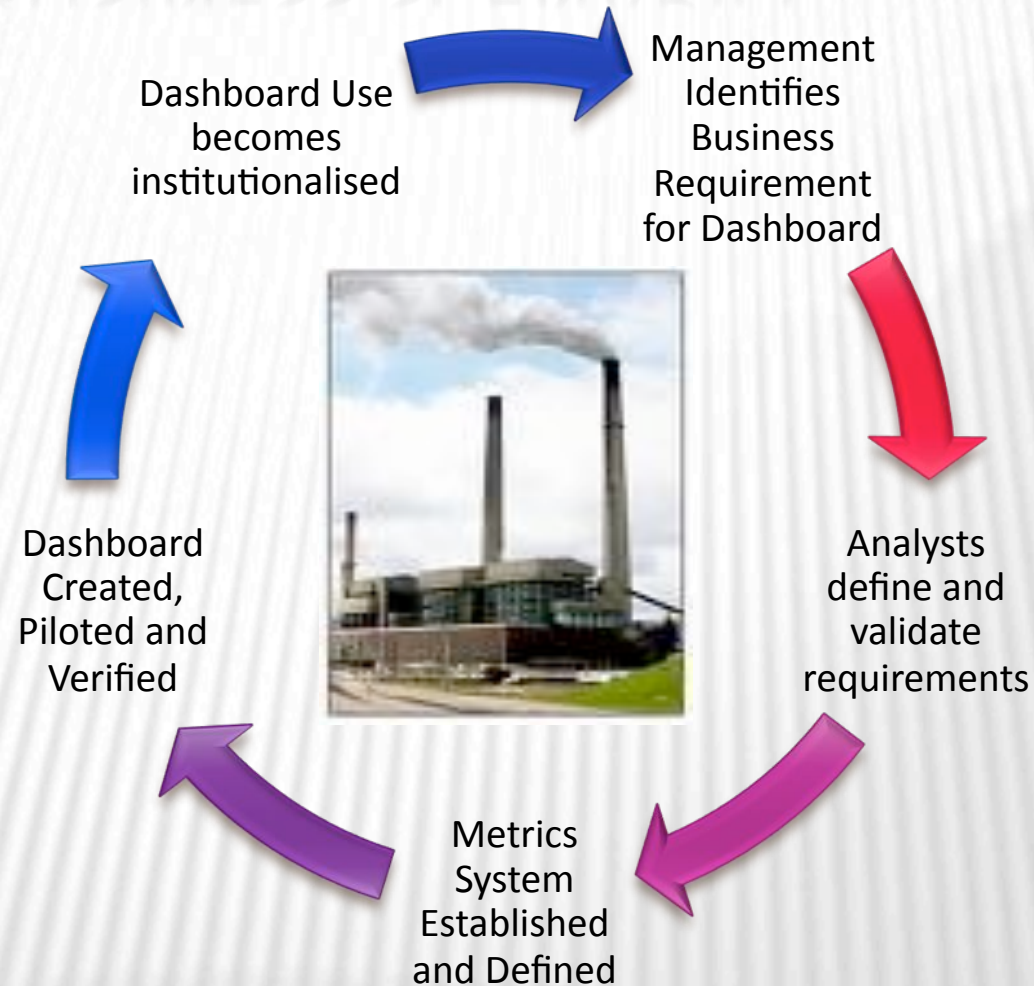 Management
Identifies
Business
Requirement
for Dashboard
Analysts
define and
validate
requirements
Metrics
System
Established
and Defined
Dashboard
Created,
Piloted and
Verified
Dashboard Use
becomes
institutionalised